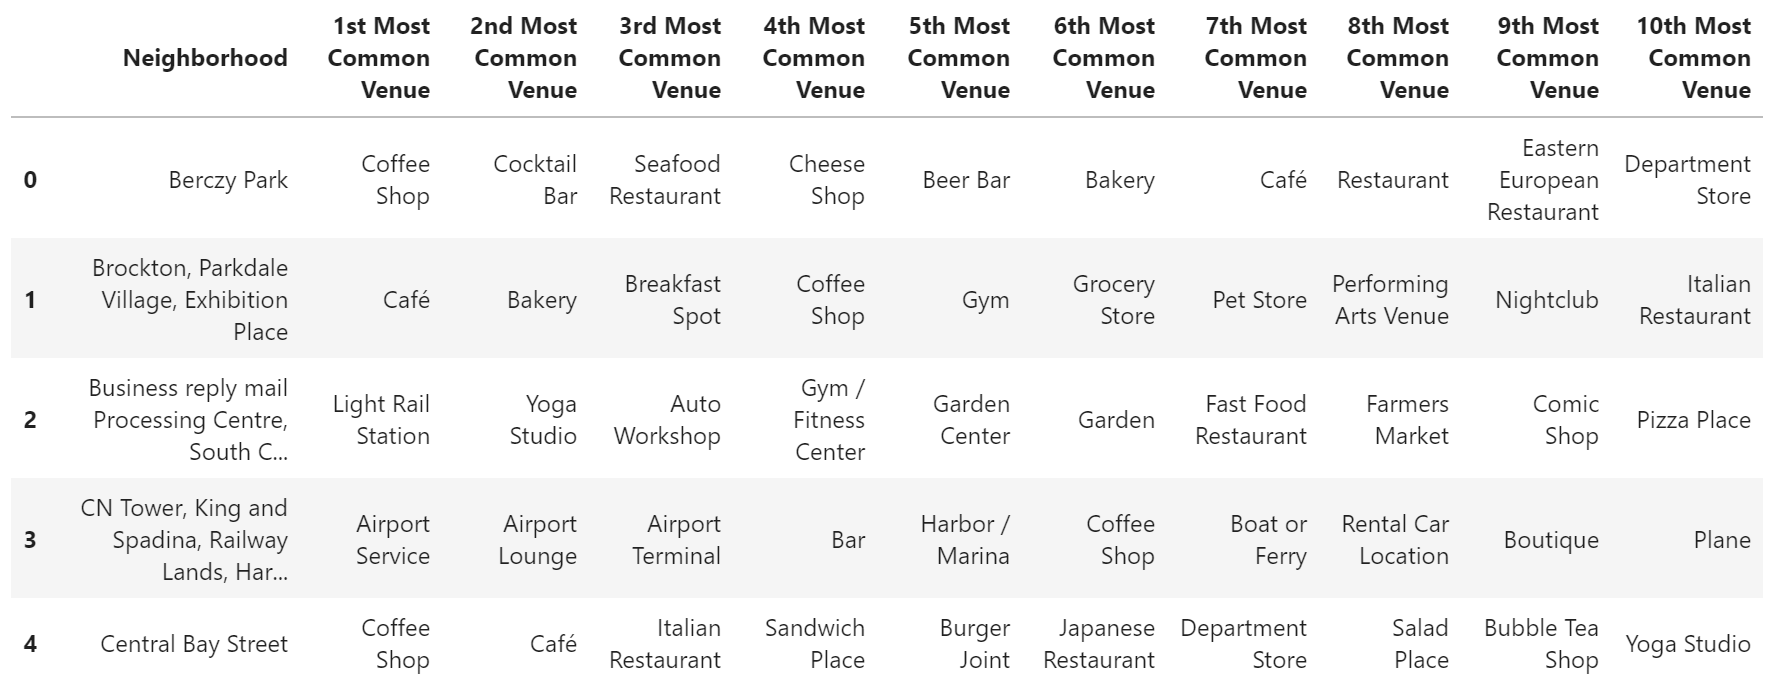 Neighborhood 1st Most Common Venue 2nd Most Common Venue 3rd Most Common Venue 4th Most Common Venue 5th Most Common Venue 6th Most Common Venue 7th Most Common Venue 8th Most Common Venue 9th Most Common Venue 10th Most Common Venue
0 Berczy Park Coffee Shop Cocktail Bar Seafood Restaurant Cheese Shop Beer Bar Bakery Café Restaurant Eastern European Restaurant Department Store
1 Brockton, Parkdale Village, Exhibition Place Café Bakery Breakfast Spot Coffee Shop Gym Grocery Store Pet Store Performing Arts Venue Nightclub Italian Restaurant
2 Business reply mail Processing Centre, South C... Light Rail Station Yoga Studio Auto Workshop Gym / Fitness Center Garden Center Garden Fast Food Restaurant Farmers Market Comic Shop Pizza Place
3 CN Tower, King and Spadina, Railway Lands, Har... Airport Service Airport Lounge Airport Terminal Bar Harbor / Marina Coffee Shop Boat or Ferry Rental Car Location Boutique Plane
4 Central Bay Street Coffee Shop Café Italian Restaurant Sandwich Place Burger Joint Japanese Restaurant Department Store Salad Place Bubble Tea Shop Yoga Studio